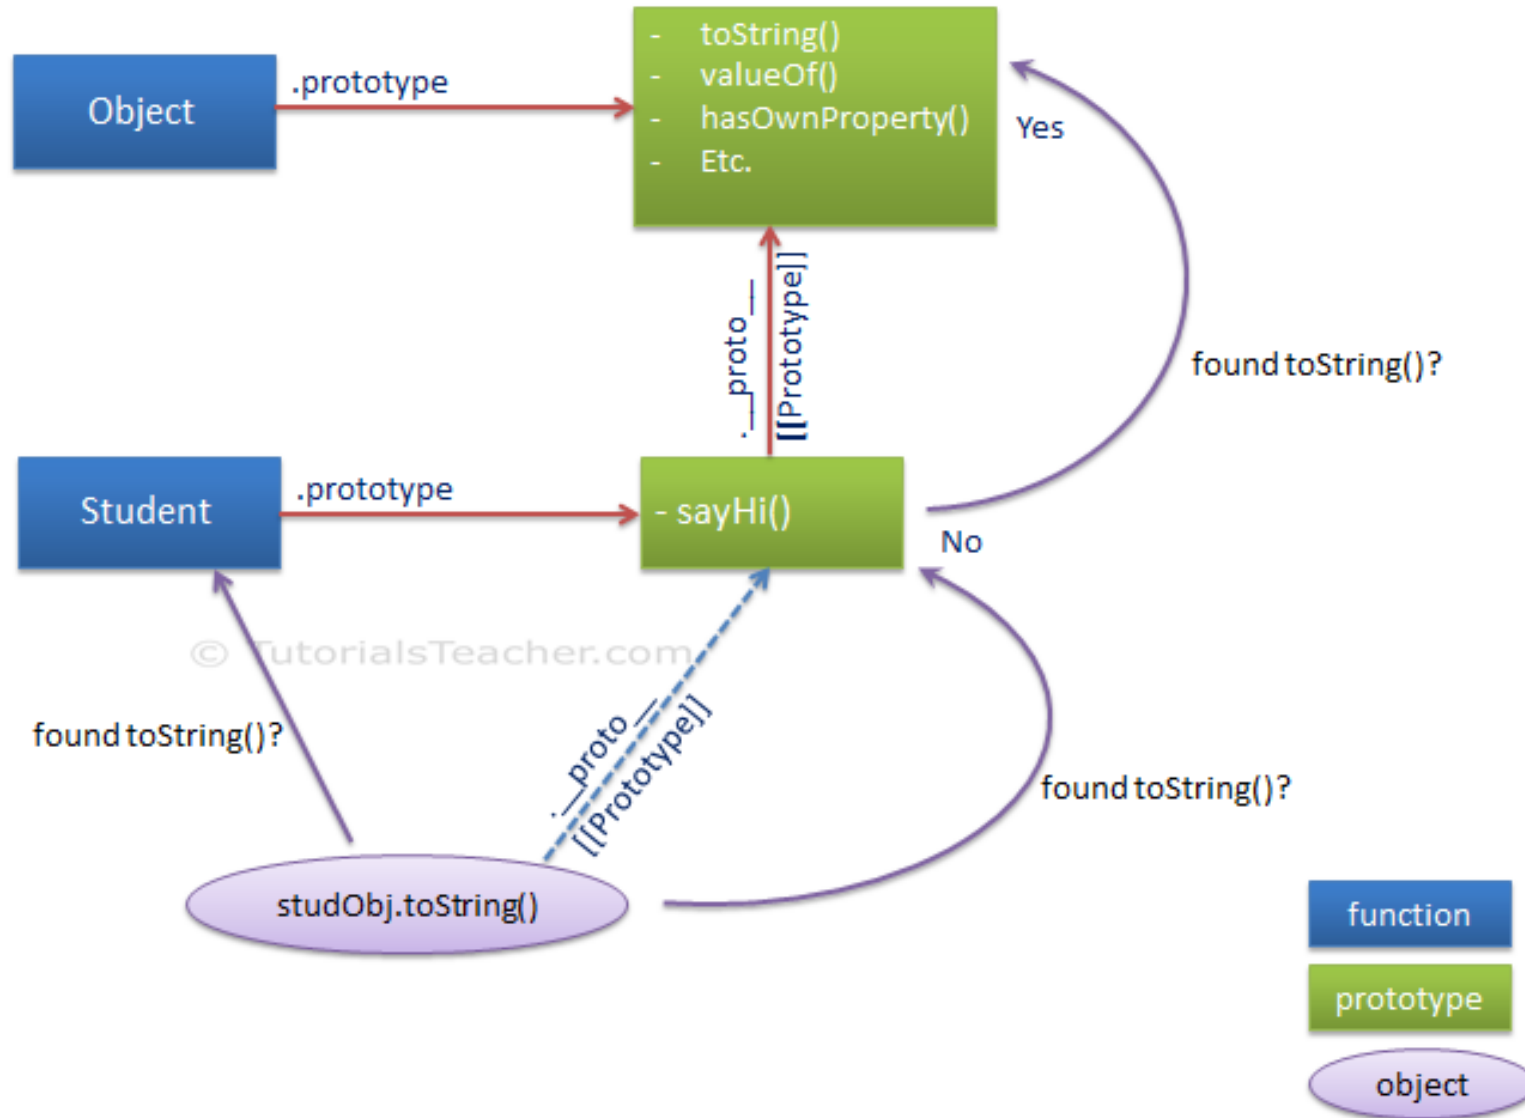 - toString()
- valueOf()
- hasOwnProperty()
- Etc.
Object
.prototype
Yes
.__proto__
[[Prototype]]
found toString()?
Student
.prototype
- sayHi()
No
© TutorialsTeacher.com
found toString()?
.__proto__
[[Prototype]]
found toString()?
studObj.toString()
function
prototype
object